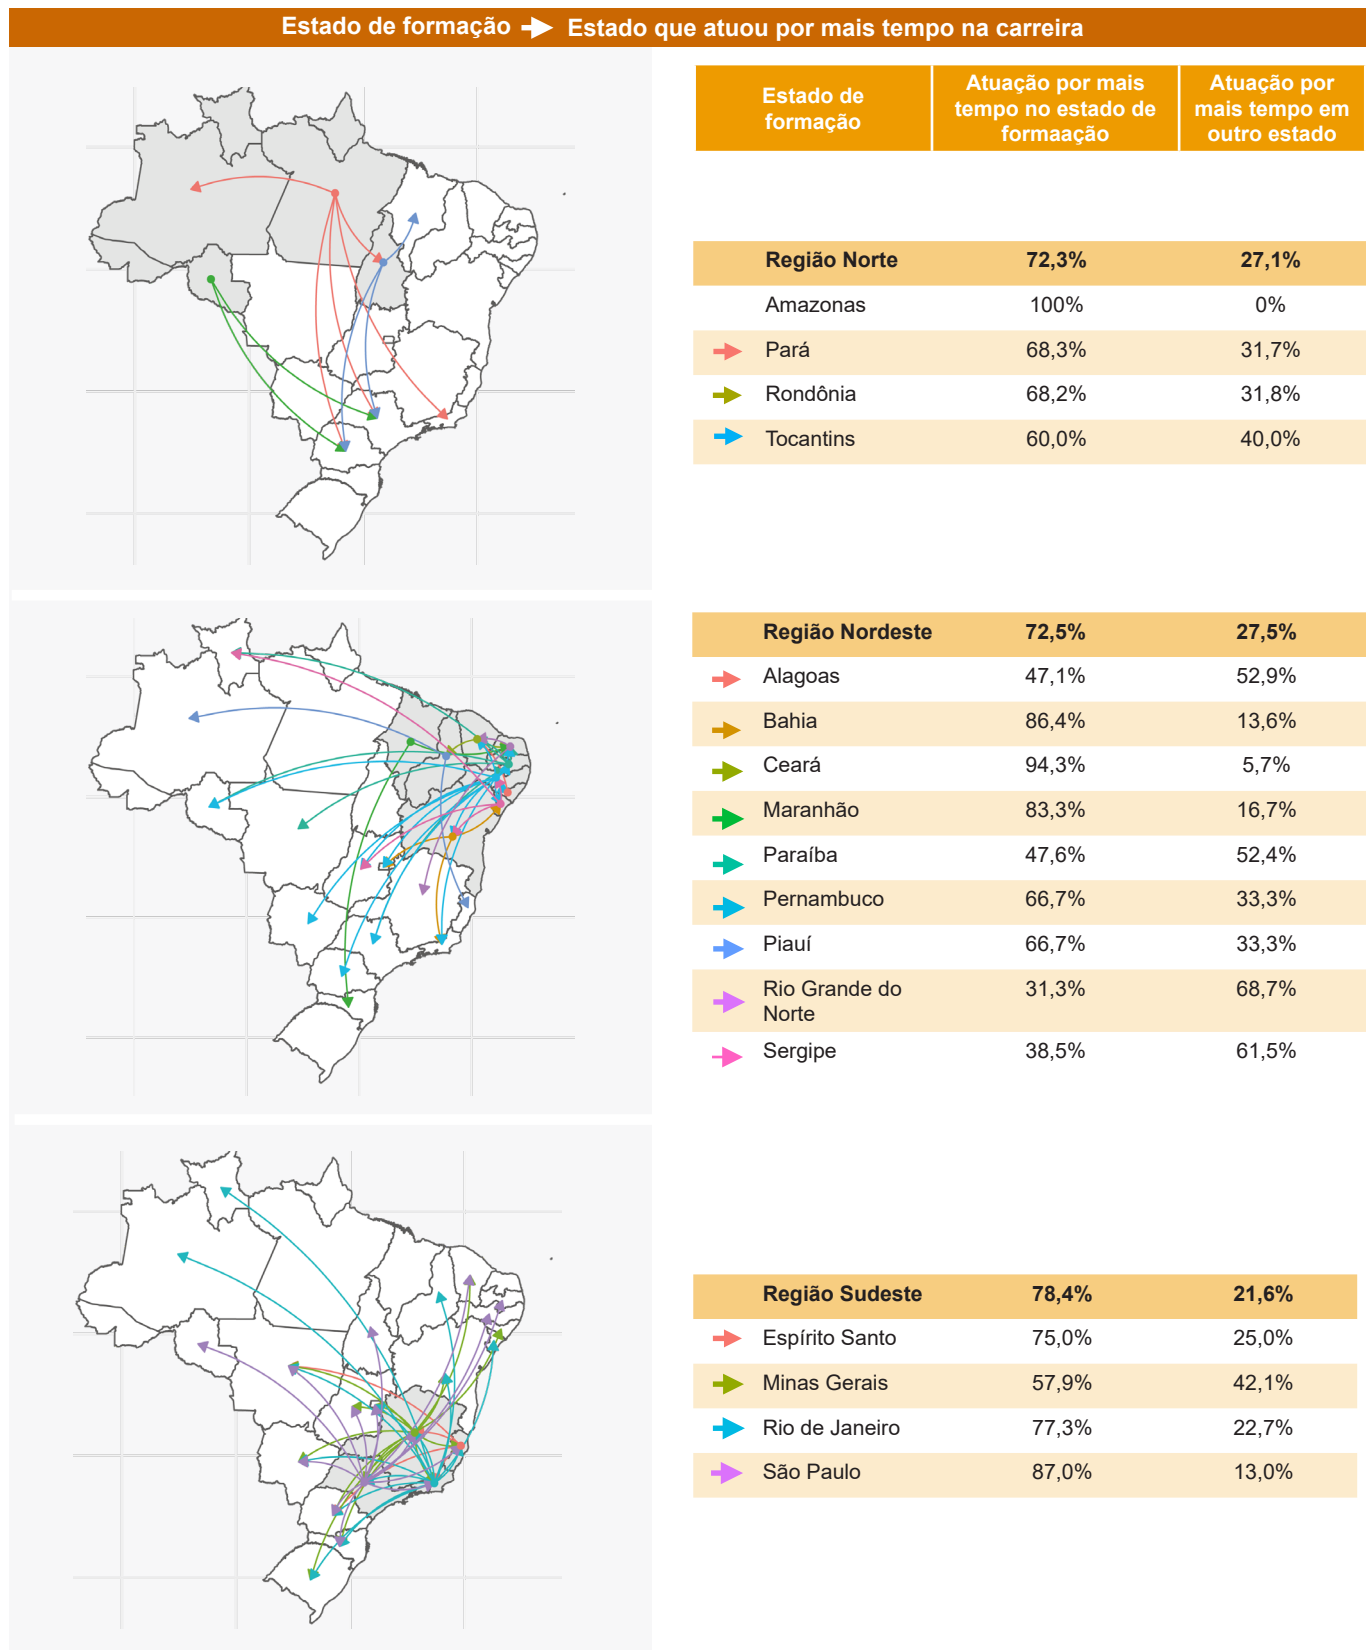 Estado de formação Estado que atuou por mais tempo na carreira
Estado de formação
Atuação por mais tempo no estado de formaação
Atuação por mais tempo em outro estado
Região Norte 72,3% 27,1%
Amazonas 100% 0%
Pará 68,3% 31,7%
Rondônia 68,2% 31,8%
Tocantins 60,0% 40,0%
Região Nordeste 72,5% 27,5%
Alagoas 47,1% 52,9%
Bahia 86,4% 13,6%
Ceará 94,3% 5,7%
Maranhão 83,3% 16,7%
Paraíba 47,6% 52,4%
Pernambuco 66,7% 33,3%
Piauí 66,7% 33,3%
Rio Grande do Norte 31,3% 68,7%
Sergipe 38,5% 61,5%
Região Sudeste 78,4% 21,6%
Espírito Santo 75,0% 25,0%
Minas Gerais 57,9% 42,1%
Rio de Janeiro 77,3% 22,7%
São Paulo 87,0% 13,0%